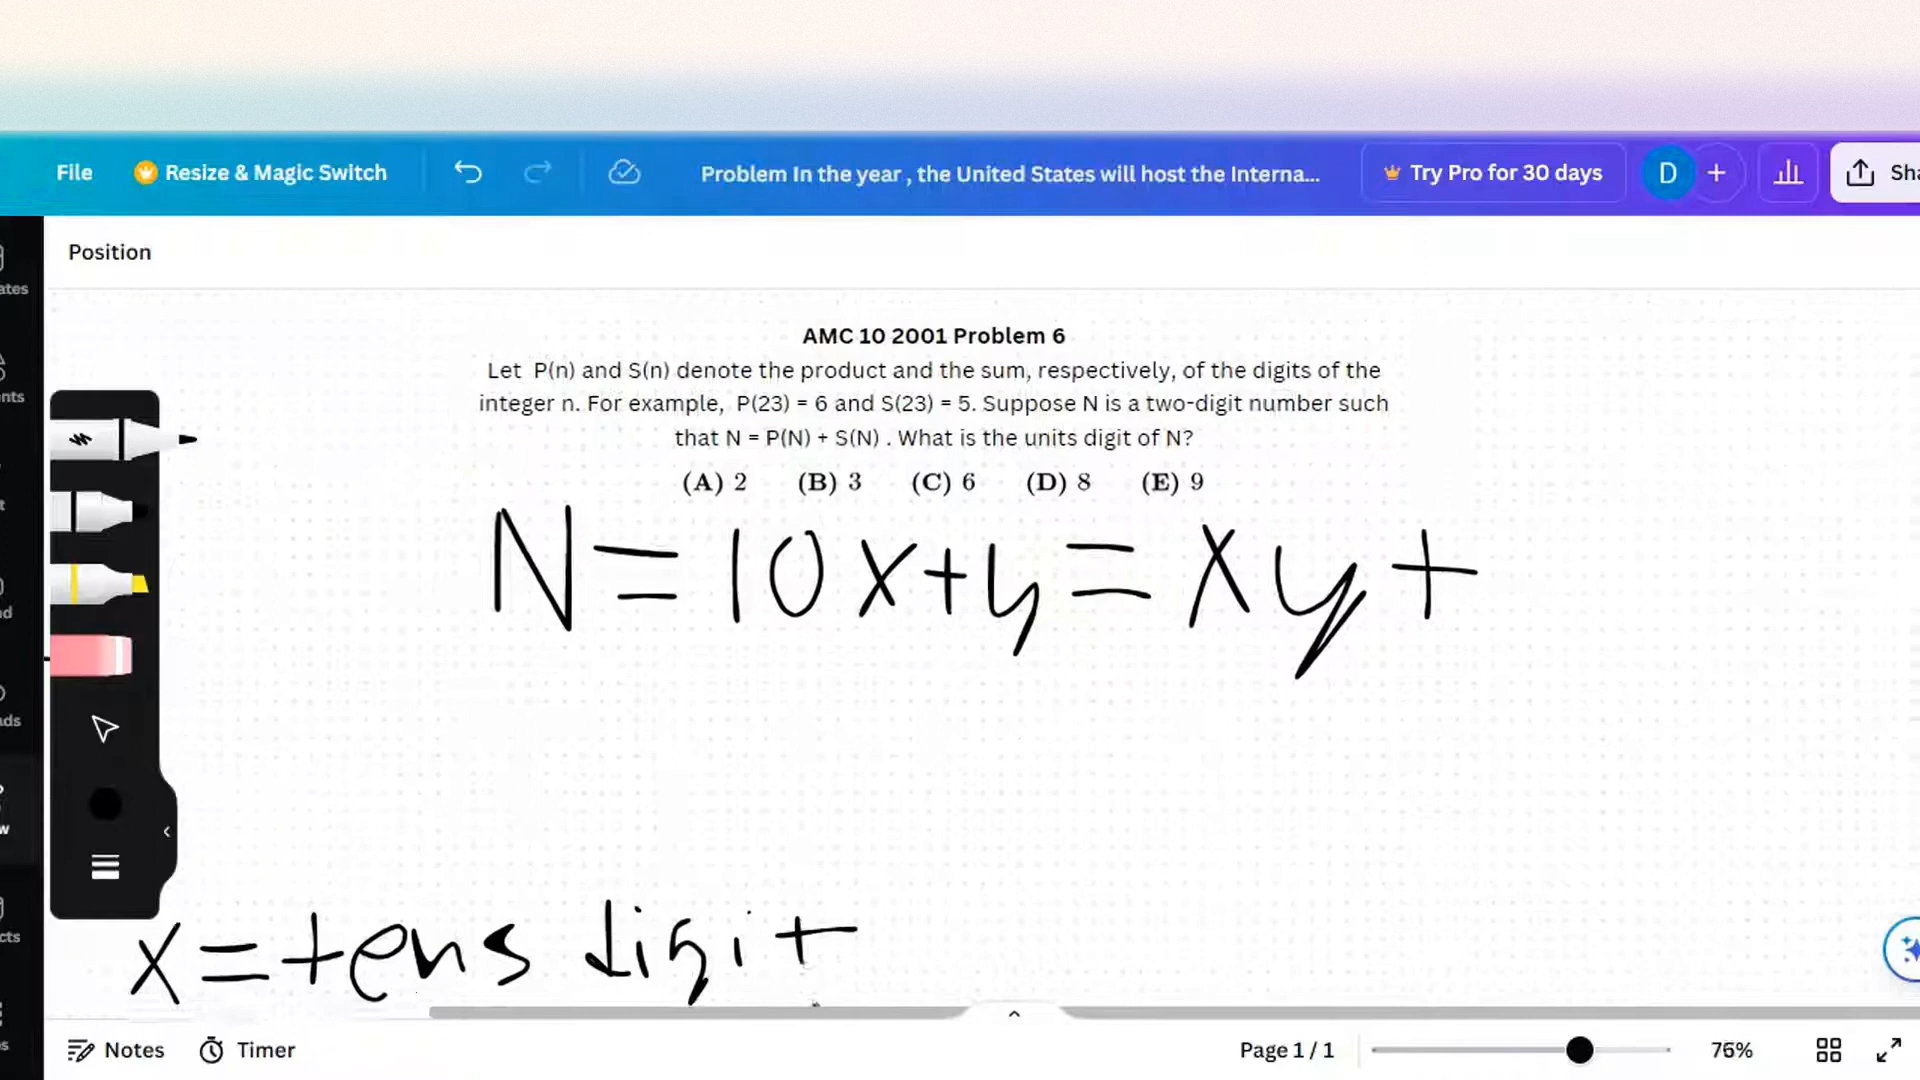 File Resize & Magic Switch Problem In the year , the United States will host the Interna... Try Pro for 30 days D + Sha
Position
ates
nts
AMC 10 2001 Problem 6
Let P(n) and S(n) denote the product and the sum, respectively, of the digits of the
integer n. For example, P(23) = 6 and S(23) = 5. Suppose N is a two-digit number such
that N = P(N) + S(N) . What is the units digit of N?
(A) 2 (B) 3 (C) 6 (D) 8 (E) 9
N = 10x+y = xy +
ads
cts
x = tens digit
Notes Timer Page 1 / 1 76%